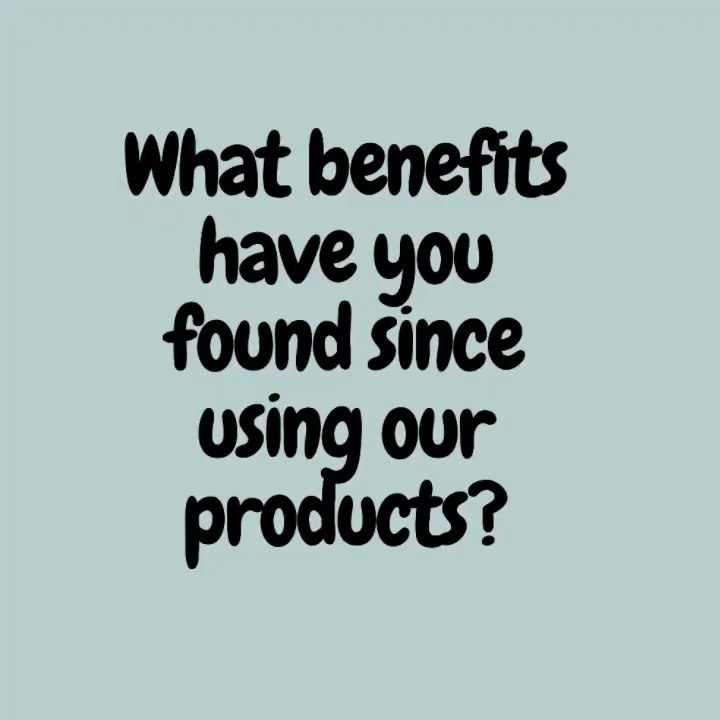 What benefits
have you
found since
using our
products?